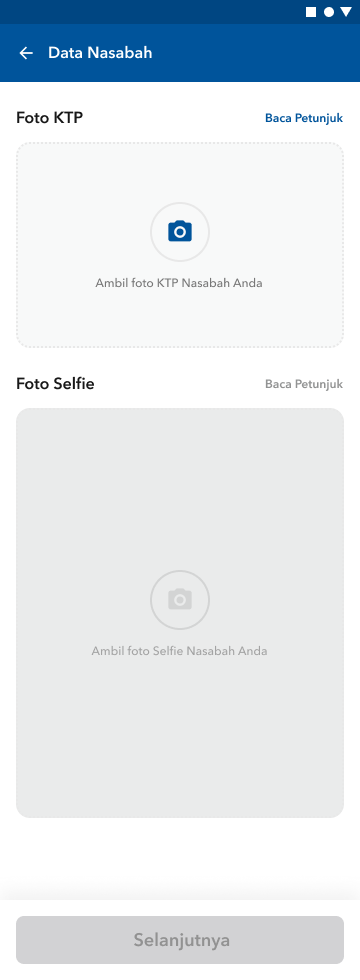 Data Nasabah
Foto KTP
Baca Petunjuk
Ambil foto KTP Nasabah Anda
Foto Selfie
Baca Petunjuk
Ambil foto Selfie Nasabah Anda
Selanjutnya